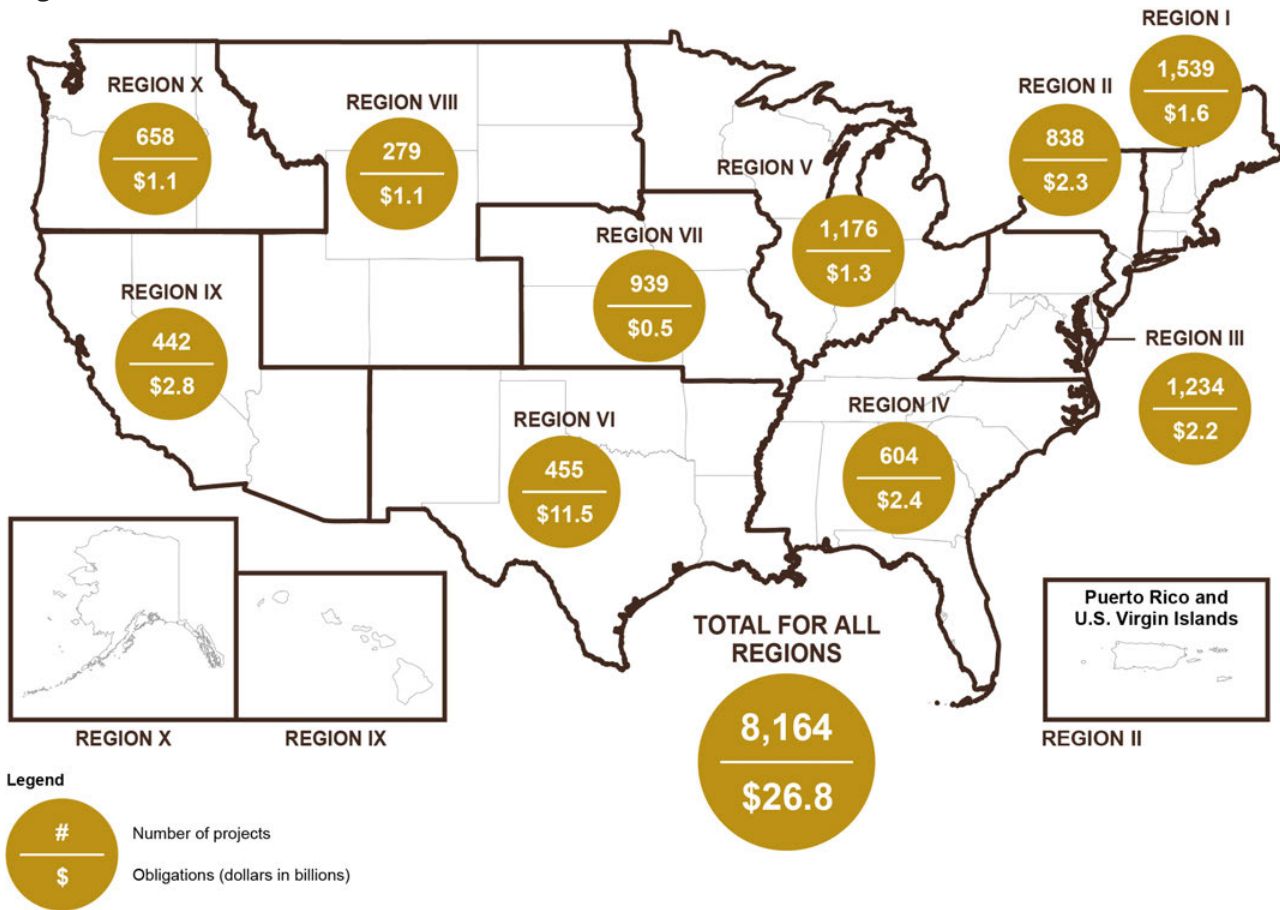 REGION I
1,539
$1.6
REGION II
838
$2.3
REGION X
658
$1.1
REGION VIII
279
$1.1
REGION V
1,176
$1.3
REGION VII
939
$0.5
REGION IX
442
$2.8
REGION III
1,234
$2.2
REGION IV
604
$2.4
REGION VI
455
$11.5
Puerto Rico and
U.S. Virgin Islands
REGION II
TOTAL FOR ALL
REGIONS
8,164
$26.8
REGION X
REGION IX
Legend
#
Number of projects
$
Obligations (dollars in billions)